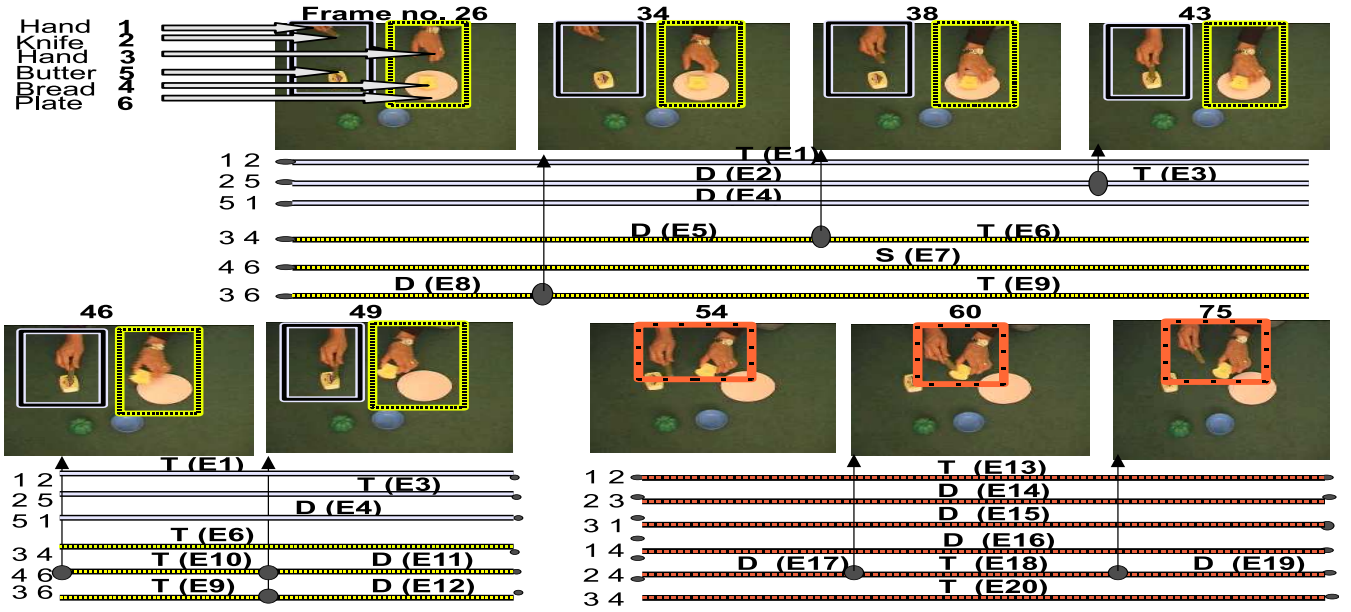 Frame no. 26 34 38 43
Hand 1
Knife 2
Hand 3
Butter 5
Bread 4
Plate 6
1 2 T (E1)
2 5 D (E2) T (E3)
5 1 D (E4)
3 4 D (E5) T (E6)
4 6 S (E7)
3 6 D (E8) T (E9)
46 49 54 60 75
1 2 T (E1)
2 5 T (E3)
5 1 D (E4)
3 4 T (E6)
4 6 T (E10) D (E11)
3 6 T (E9) D (E12)
1 2 T (E13)
2 3 D (E14)
3 1 D (E15)
1 4 D (E16)
2 4 D (E17) T (E18) D (E19)
3 4 T (E20)